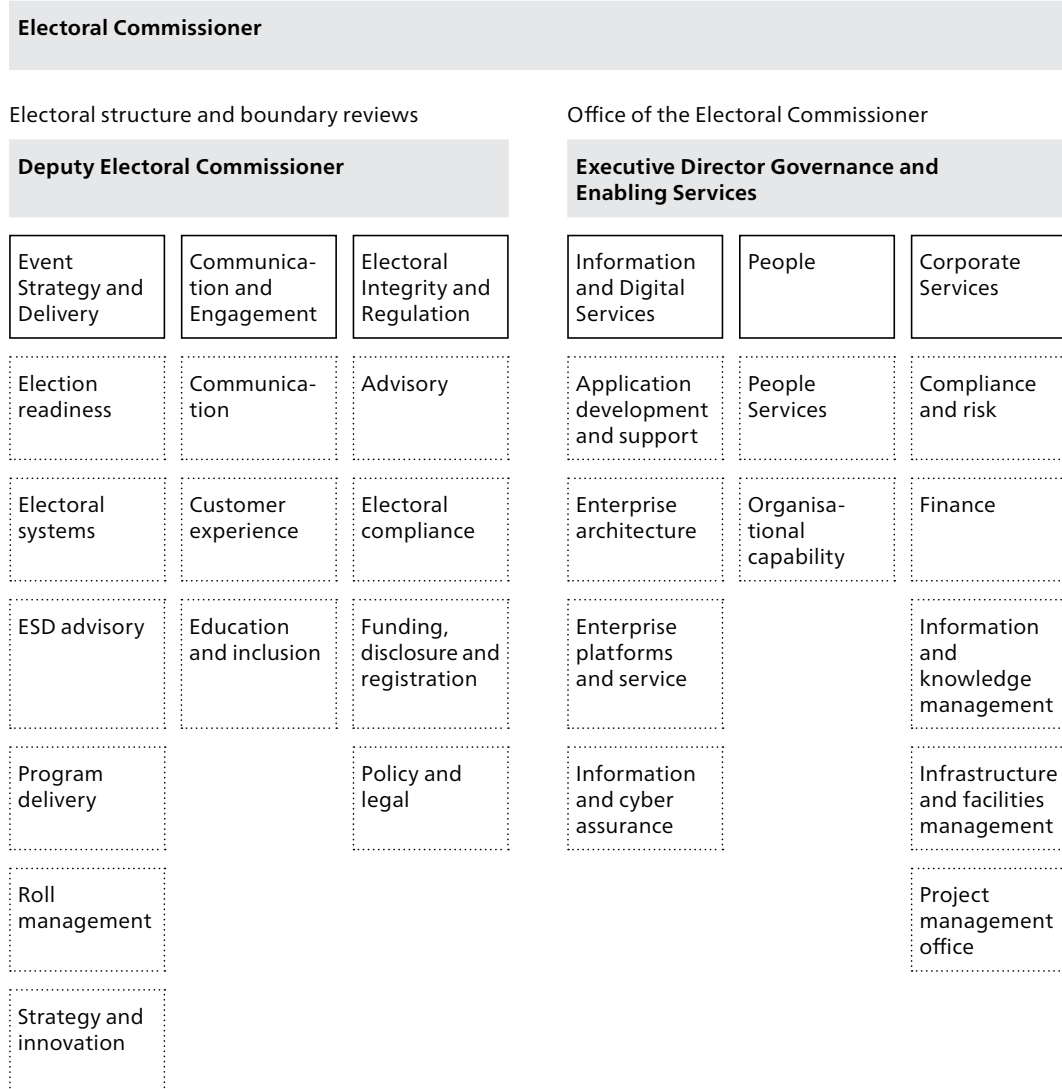 Electoral Commissioner
Electoral structure and boundary reviews
Office of the Electoral Commissioner
Deputy Electoral Commissioner
Executive Director Governance and
Enabling Services
Event
Strategy and
Delivery
Communica-
tion and
Engagement
Electoral
Integrity and
Regulation
Information
and Digital
Services
People
Corporate
Services
Election
readiness
Communica-
tion
Advisory
Application
development
and support
People
Services
Compliance
and risk
Electoral
systems
Customer
experience
Electoral
compliance
Enterprise
architecture
Organisa-
tional
capability
Finance
ESD advisory
Education
and inclusion
Funding,
disclosure and
registration
Enterprise
platforms
and service
Information
and
knowledge
management
Program
delivery
Policy and
legal
Information
and cyber
assurance
Infrastructure
and facilities
management
Roll
management
Project
management
office
Strategy and
innovation